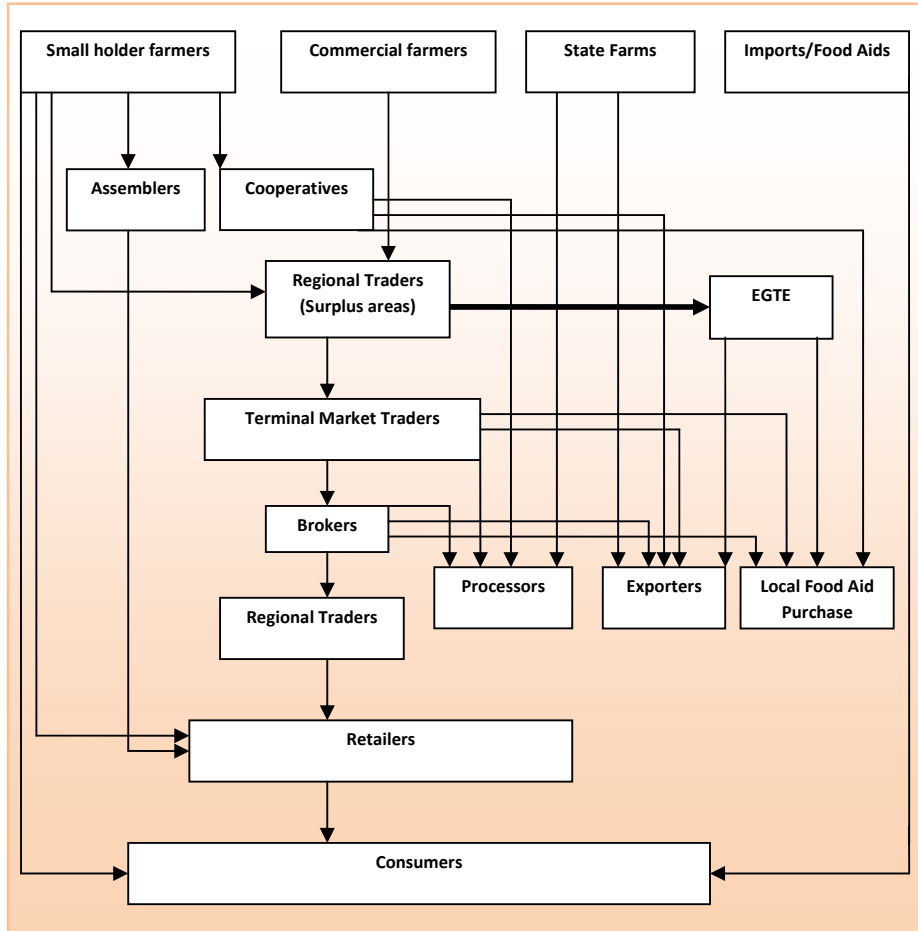 Small holder farmers
Commercial farmers
State Farms
Imports/Food Aids
Assemblers
Cooperatives
Regional Traders
(Surplus areas)
EGTE
Terminal Market Traders
Brokers
Processors
Exporters
Local Food Aid
Purchase
Regional Traders
Retailers
Consumers